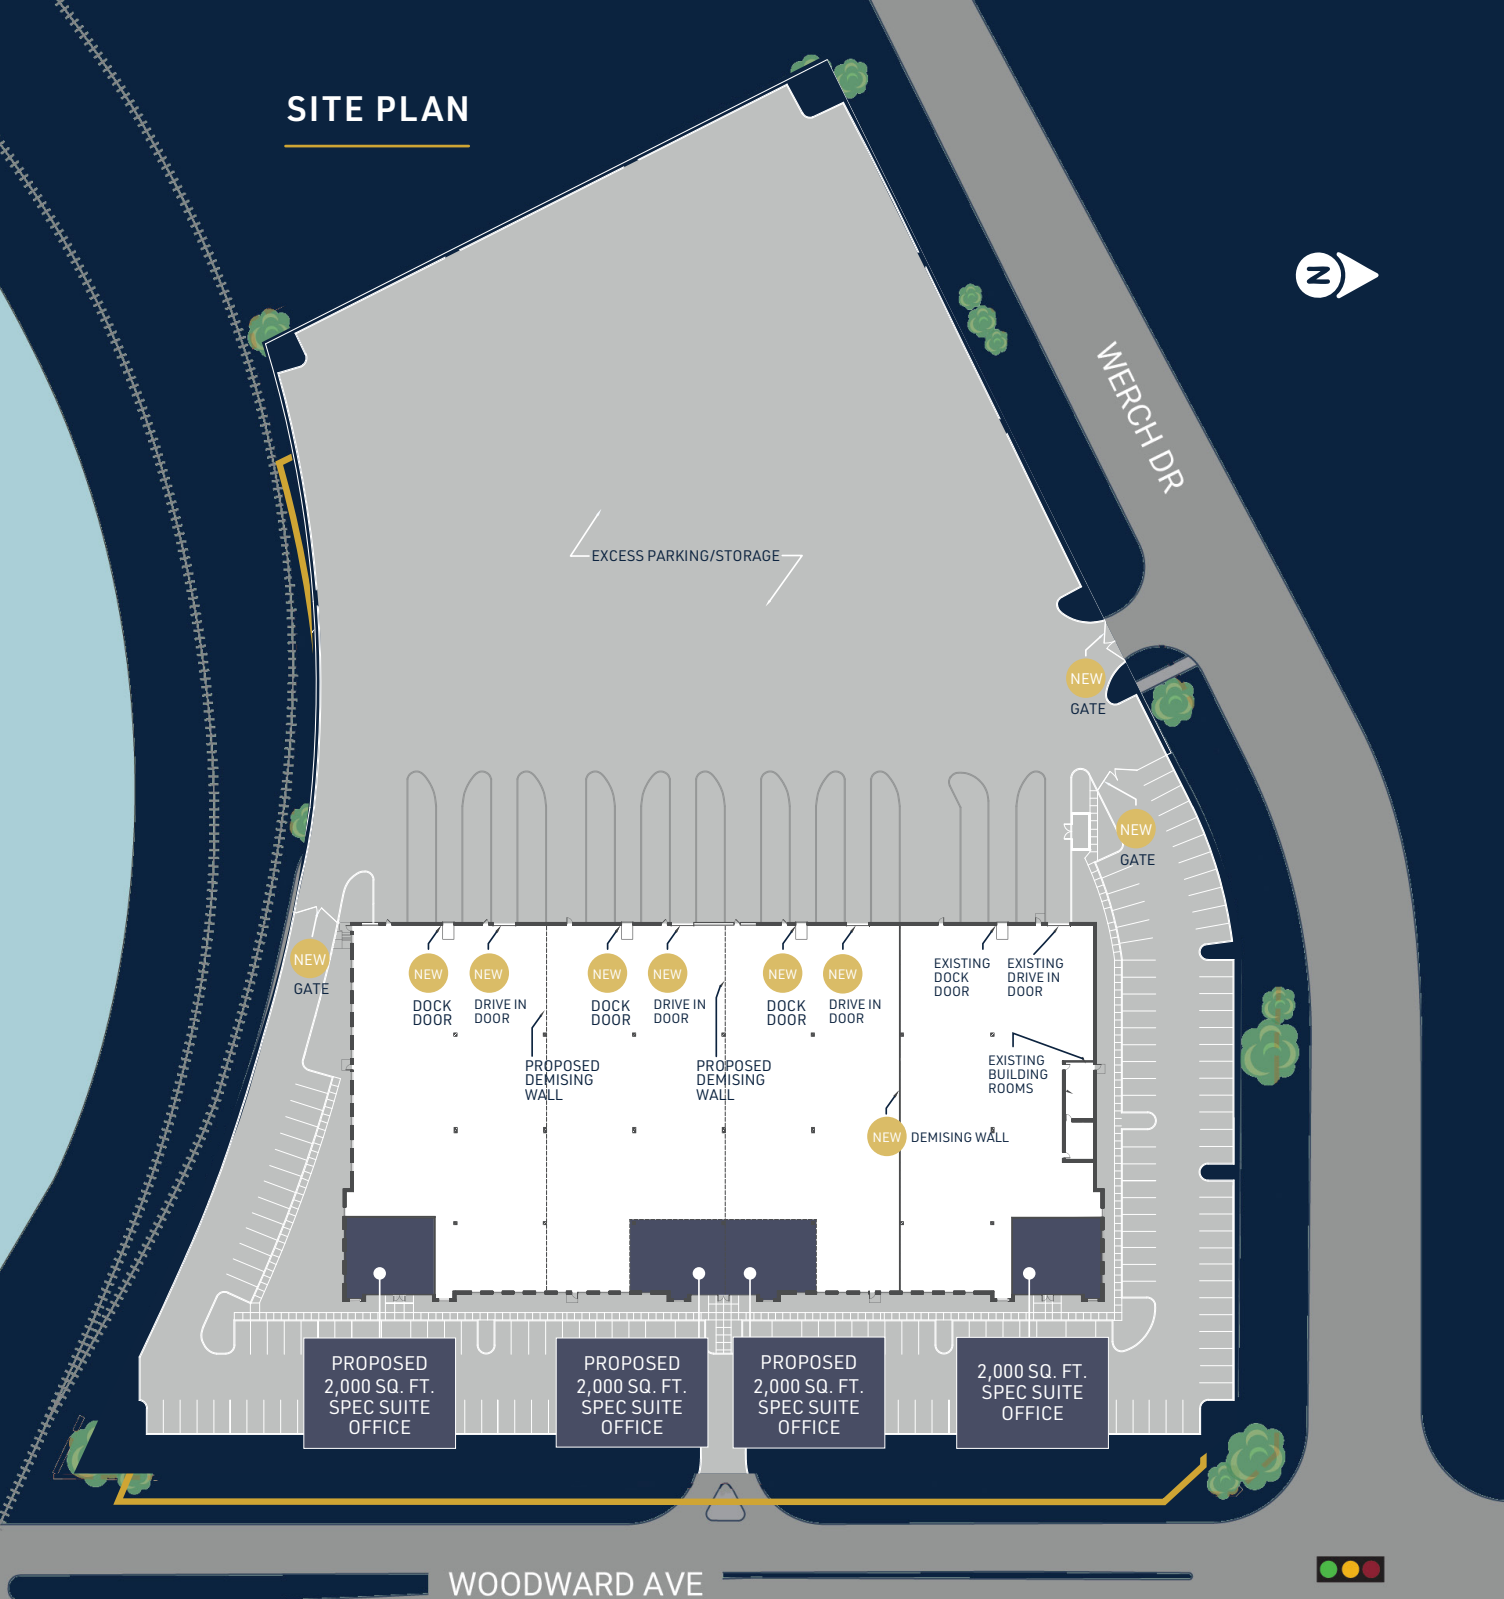 SITE PLAN
N
WERCH DR
EXCESS PARKING/STORAGE
NEW
GATE
NEW
GATE
NEW
GATE
NEW
DOCK
DOOR
NEW
DRIVE IN
DOOR
NEW
DOCK
DOOR
NEW
DRIVE IN
DOOR
NEW
DOCK
DOOR
NEW
DRIVE IN
DOOR
EXISTING
DOCK
DOOR
EXISTING
DRIVE IN
DOOR
PROPOSED
DEMISING
WALL
PROPOSED
DEMISING
WALL
EXISTING
BUILDING
ROOMS
NEW DEMISING WALL
PROPOSED
2,000 SQ. FT.
SPEC SUITE
OFFICE
PROPOSED
2,000 SQ. FT.
SPEC SUITE
OFFICE
PROPOSED
2,000 SQ. FT.
SPEC SUITE
OFFICE
2,000 SQ. FT.
SPEC SUITE
OFFICE
WOODWARD AVE